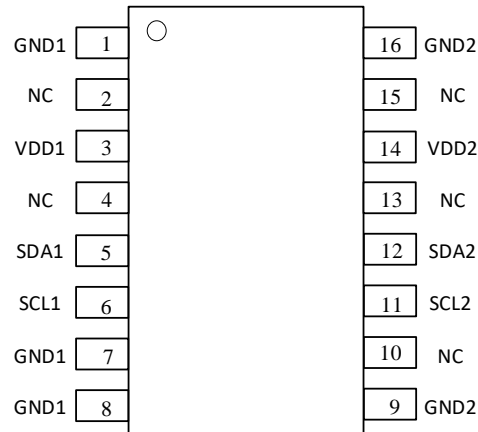 GND1 1 16 GND2
NC 2 15 NC
VDD1 3 14 VDD2
NC 4 13 NC
SDA1 5 12 SDA2
SCL1 6 11 SCL2
GND1 7 10 NC
GND1 8 9 GND2